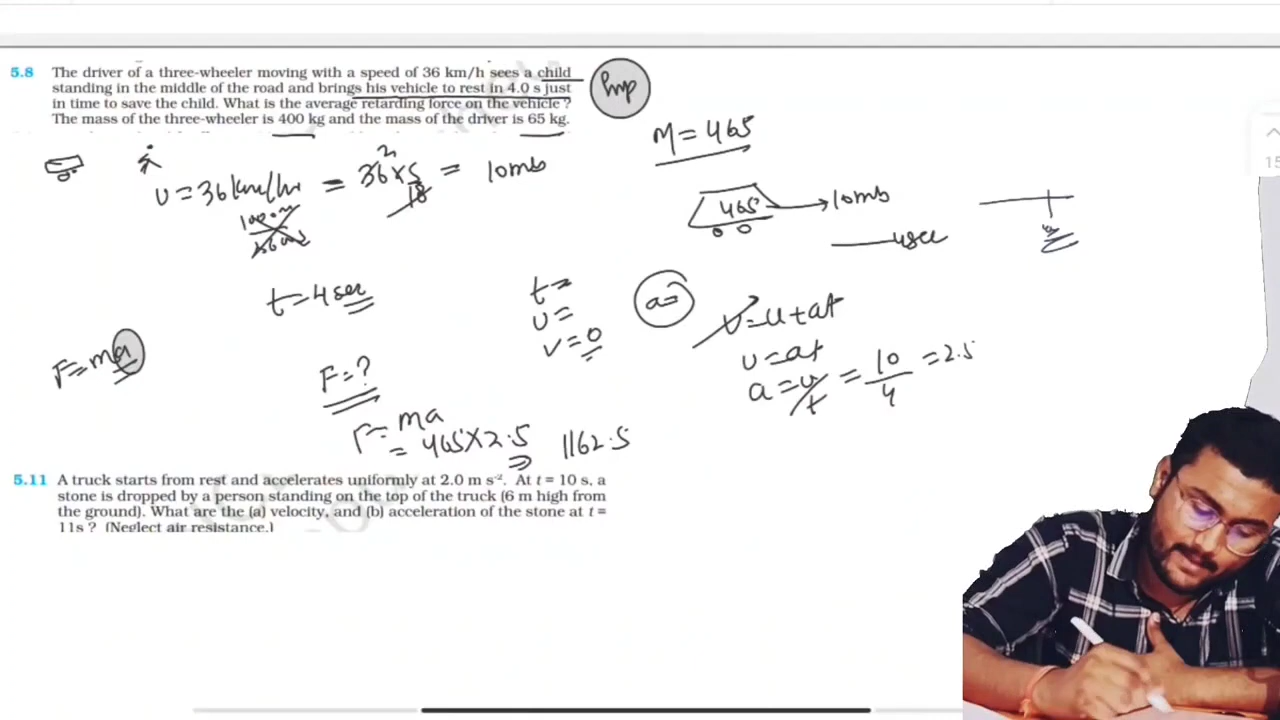 5.8 The driver of a three-wheeler moving with a speed of 36 km/h sees a child
standing in the middle of the road and brings his vehicle to rest in 4.0 s just
in time to save the child. What is the average retarding force on the vehicle ?
The mass of the three-wheeler is 400 kg and the mass of the driver is 65 kg.
Imp
M = 465
2
U = 36 km/hr = 36 × 5 = 10 m/s
18
1000m
465 → 10 m/s
4sec
t = 4 sec
t =
U =
V = 0
a =
V = u + at
u = at
a = u/t = 10/4 = 2.5
F = ma
F = ?
F = ma
= 465 × 2.5 1162.5
5.11 A truck starts from rest and accelerates uniformly at 2.0 m s⁻². At t = 10 s, a
stone is dropped by a person standing on the top of the truck (6 m high from
the ground). What are the (a) velocity, and (b) acceleration of the stone at t =
11s ? (Neglect air resistance.)
15